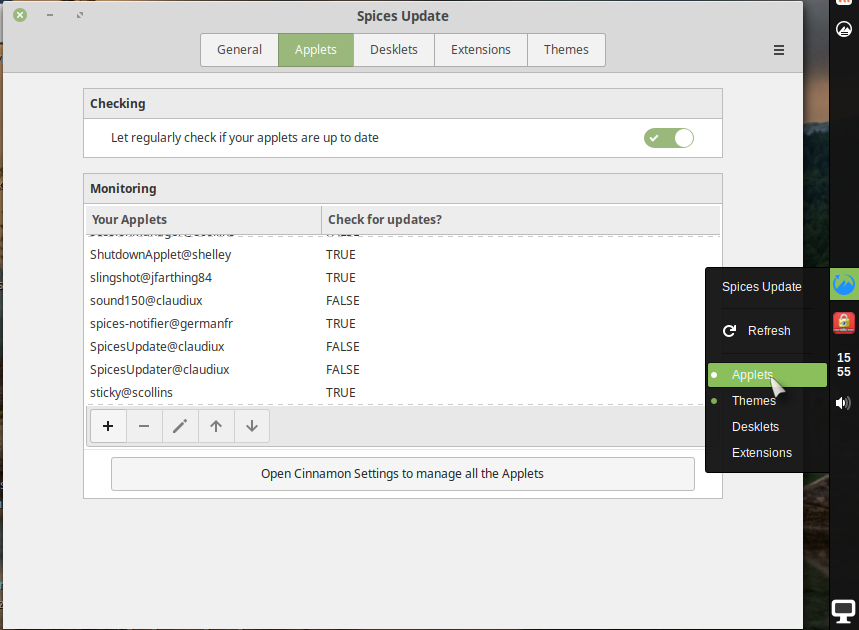 Spices Update
General
Applets
Desklets
Extensions
Themes
Checking
Let regularly check if your applets are up to date
Monitoring
Your Applets
Check for updates?
ShutdownApplet@shelley
TRUE
slingshot@jfarthing84
TRUE
sound150@claudiux
FALSE
spices-notifier@germanfr
TRUE
SpicesUpdate@claudiux
FALSE
SpicesUpdater@claudiux
FALSE
sticky@scollins
TRUE
Open Cinnamon Settings to manage all the Applets
Spices Update
Refresh
Applets
Themes
Desklets
Extensions
15
55